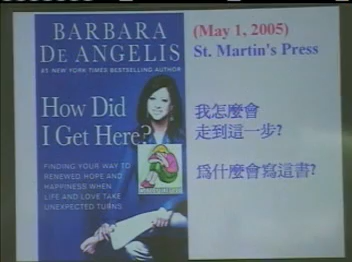 BARBARA
DE ANGELIS
#1 NEW YORK TIMES BESTSELLING AUTHOR
How Did
I Get Here?
FINDING YOUR WAY TO
RENEWED HOPE AND
HAPPINESS WHEN
LIFE AND LOVE TAKE
UNEXPECTED TURNS
(May 1, 2005)
St. Martin's Press
我怎麼會
走到這一步?
為什麼會寫這書?